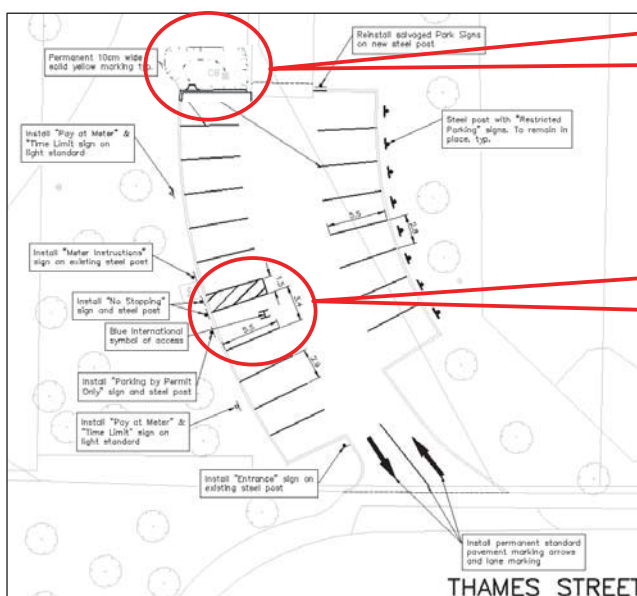 Reinstall salvaged Park Signs
on new steel post
Permanent 10cm wide
solid yellow marking typ.
CB
Steel post with "Restricted
Parking" signs. To remain in
place, typ.
Install "Pay at Meter" &
"Time Limit" sign on
light standard
5.5
2.8
Install "Meter Instructions"
sign on existing steel post
1.5
3.4
Install "No Stopping"
sign and steel post
Blue International
symbol of access
5.5
2.9
Install "Parking by Permit
Only" sign and steel post
Install "Pay at Meter" &
"Time Limit" sign on
light standard
Install "Entrance" sign on
existing steel post
Install permanent standard
pavement marking arrows
and lane marking
THAMES STREET